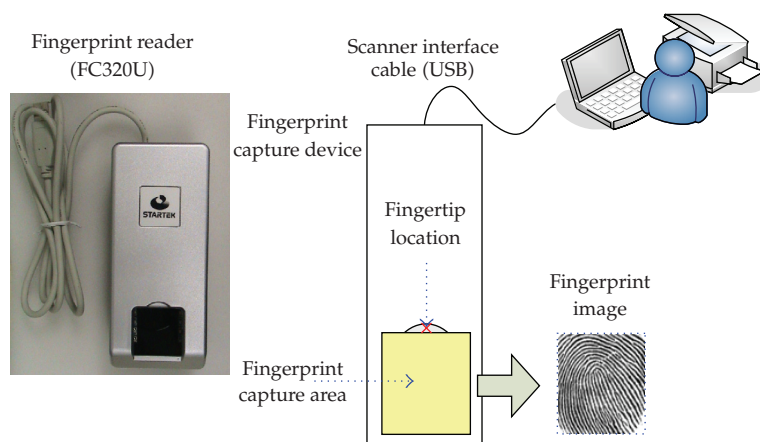 Fingerprint reader
(FC320U)
STARTEK
Scanner interface
cable (USB)
Fingerprint
capture device
Fingertip
location
Fingerprint
capture area
Fingerprint
image